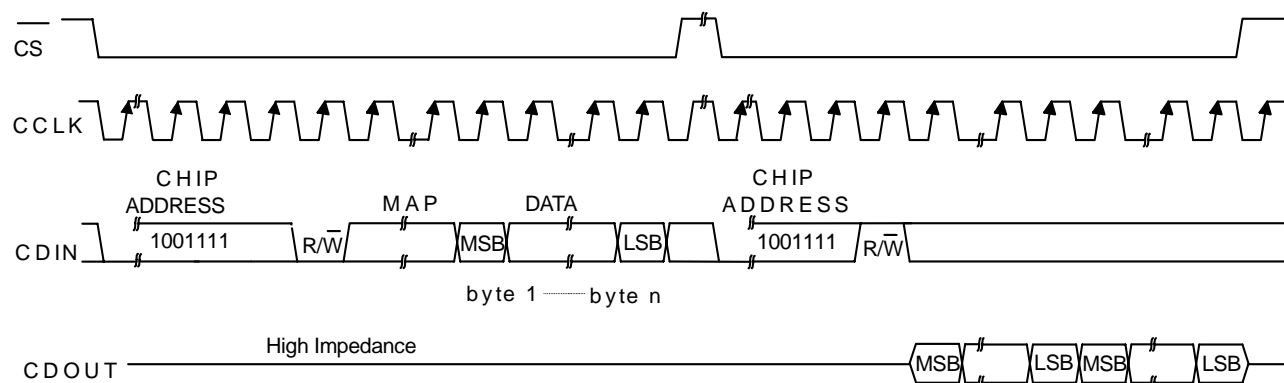 CS
CCLK
CHIP
ADDRESS
MAP
DATA
CHIP
ADDRESS
CDIN
1001111
R/W̅
MSB
LSB
1001111
R/W̅
byte 1 ........ byte n
High Impedance
CDOUT
MSB
LSB
MSB
LSB